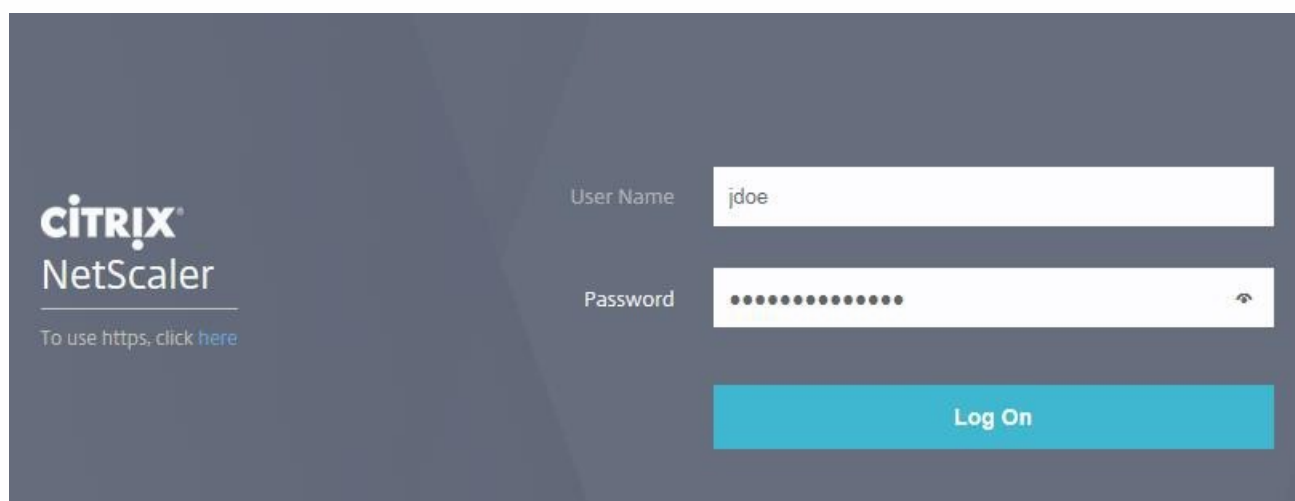 CİTRIX®
NetScaler
To use https, click here
User Name
jdoe
Password
••••••••••••••
Log On